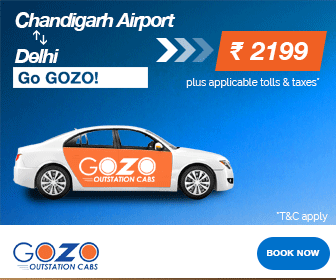 Chandigarh Airport
Delhi
Go GOZO!
₹ 2199
plus applicable tolls & taxes*
GOZO
OUTSTATION CABS
*T&C apply
GOZO
OUTSTATION CABS
BOOK NOW